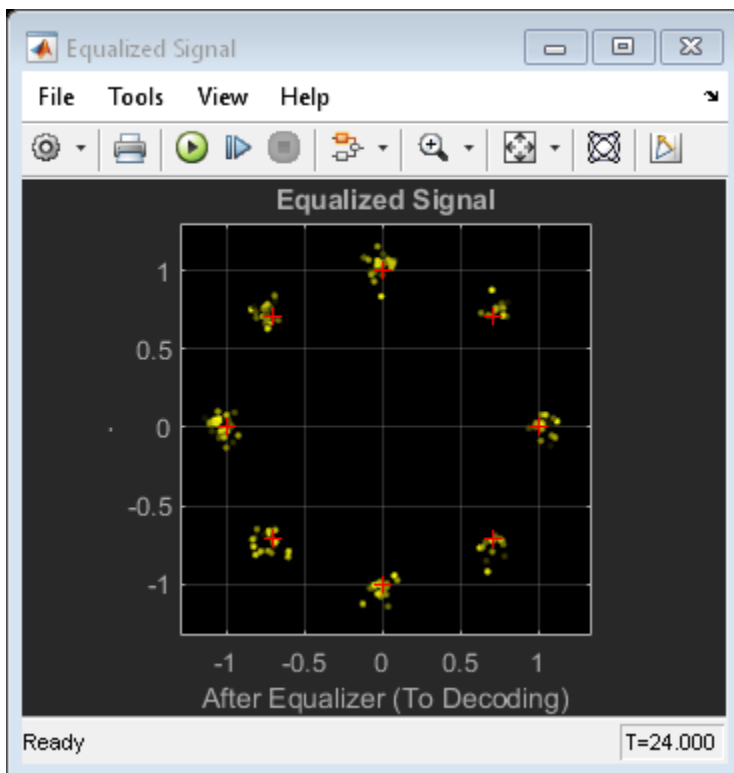 Equalized Signal
File Tools View Help
Equalized Signal
1
0.5
0
-0.5
-1
-1 -0.5 0 0.5 1
After Equalizer (To Decoding)
Ready T=24.000